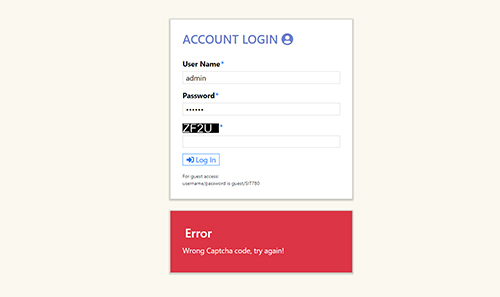 ACCOUNT LOGIN
User Name*
admin
Password*
••••••
ZF2U *
Log In
For guest access:
username/password is guest/SIT780
Error
Wrong Captcha code, try again!